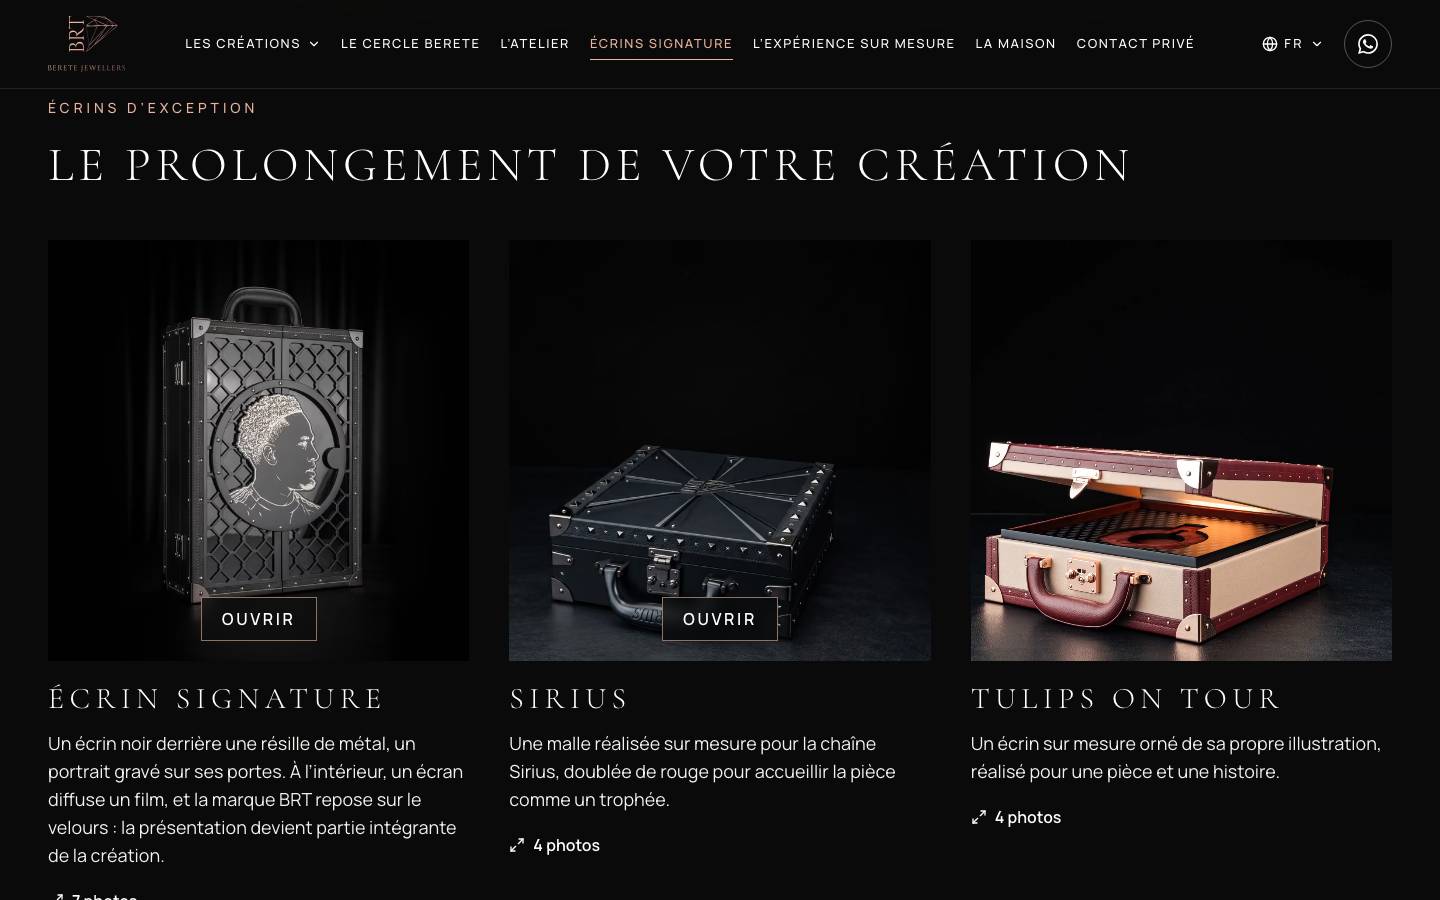 BRT
BERETE JEWELLERS
LES CRÉATIONS
LE CERCLE BERETE
L'ATELIER
ÉCRINS SIGNATURE
L'EXPÉRIENCE SUR MESURE
LA MAISON
CONTACT PRIVÉ
FR
ÉCRINS D'EXCEPTION
LE PROLONGEMENT DE VOTRE CRÉATION
OUVRIR
OUVRIR
ÉCRIN SIGNATURE
Un écrin noir derrière une résille de métal, un
portrait gravé sur ses portes. À l'intérieur, un écran
diffuse un film, et la marque BRT repose sur le
velours : la présentation devient partie intégrante
de la création.
7 photos
SIRIUS
Une malle réalisée sur mesure pour la chaîne
Sirius, doublée de rouge pour accueillir la pièce
comme un trophée.
4 photos
TULIPS ON TOUR
Un écrin sur mesure orné de sa propre illustration,
réalisé pour une pièce et une histoire.
4 photos